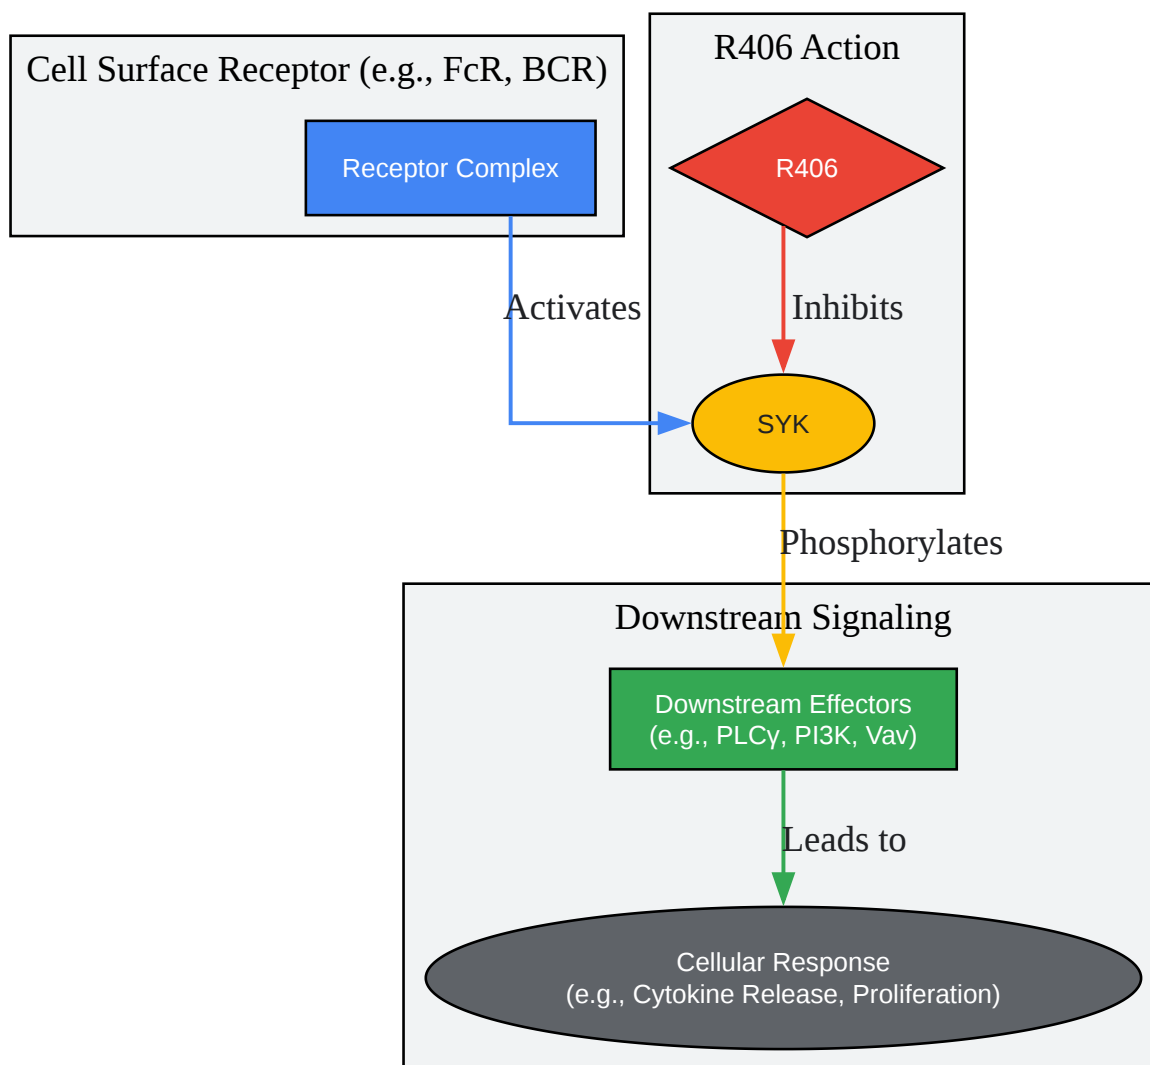 Cell Surface Receptor (e.g., FcR, BCR)
Receptor Complex
R406 Action
R406
Activates
Inhibits
SYK
Phosphorylates
Downstream Signaling
Downstream Effectors
(e.g., PLCγ, PI3K, Vav)
Leads to
Cellular Response
(e.g., Cytokine Release, Proliferation)